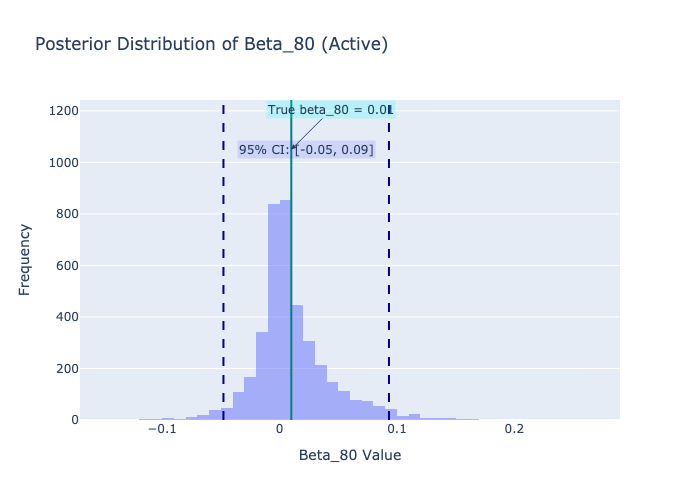 Posterior Distribution of Beta_80 (Active)
1200
1000
800
600
400
200
0
Frequency
True beta_80 = 0.01
95% CI: [-0.05, 0.09]
−0.1
0
0.1
0.2
Beta_80 Value